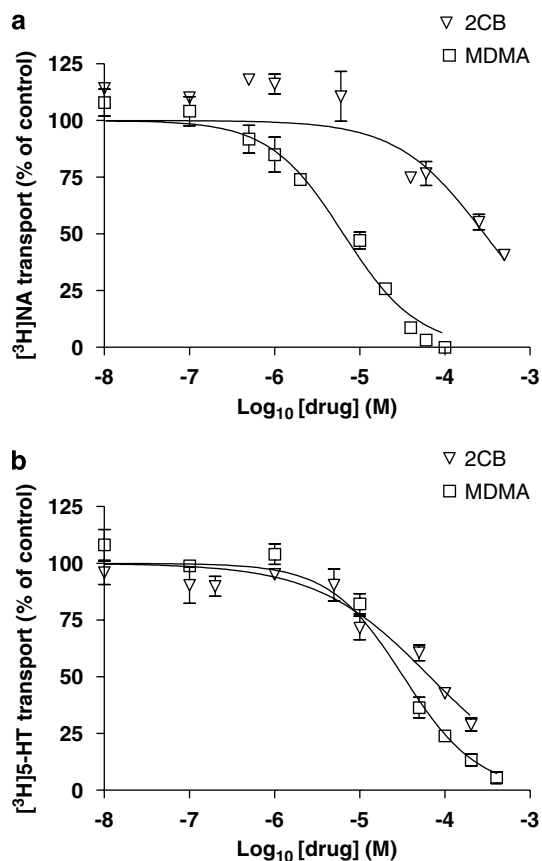 a
▽ 2CB
□ MDMA
[³H]NA transport (% of control)
125
100
75
50
25
0
-8 -7 -6 -5 -4 -3
Log₁₀ [drug] (M)
b
▽ 2CB
□ MDMA
[³H]5-HT transport (% of control)
125
100
75
50
25
0
-8 -7 -6 -5 -4 -3
Log₁₀ [drug] (M)